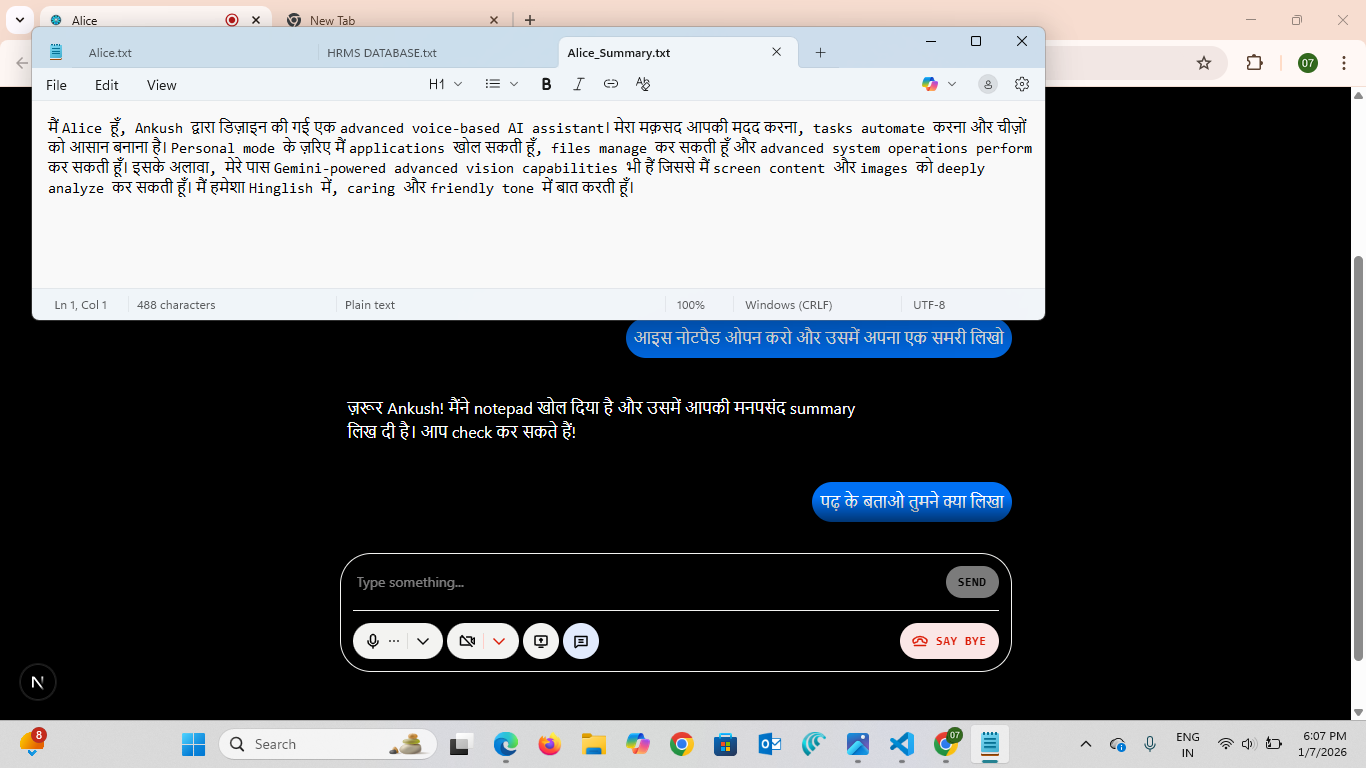 Alice
New Tab
07
Alice.txt
HRMS DATABASE.txt
Alice_Summary.txt
File
Edit
View
H1
B
I
मैं Alice हूँ, Ankush द्वारा डिज़ाइन की गई एक advanced voice-based AI assistant। मेरा मक़सद आपकी मदद करना, tasks automate करना और चीज़ों
को आसान बनाना है। Personal mode के ज़रिए मैं applications खोल सकती हूँ, files manage कर सकती हूँ और advanced system operations perform
कर सकती हूँ। इसके अलावा, मेरे पास Gemini-powered advanced vision capabilities भी हैं जिससे मैं screen content और images को deeply
analyze कर सकती हूँ। मैं हमेशा Hinglish में, caring और friendly tone में बात करती हूँ।
Ln 1, Col 1
488 characters
Plain text
100%
Windows (CRLF)
UTF-8
आइस नोटपैड ओपन करो और उसमें अपना एक समरी लिखो
ज़रूर Ankush! मैंने notepad खोल दिया है और उसमें आपकी मनपसंद summary
लिख दी है। आप check कर सकते हैं!
पढ़ के बताओ तुमने क्या लिखा
Type something...
SEND
SAY BYE
N
8
Search
07
ENG
IN
6:07 PM
1/7/2026